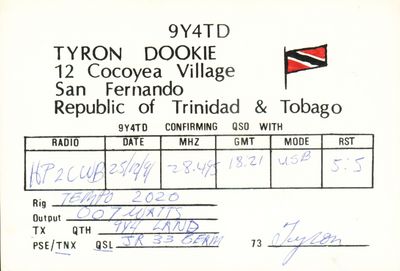 9Y4TD
TYRON DOOKIE
12 Cocoyea Village
San Fernando
Republic of Trinidad & Tobago
9Y4TD CONFIRMING QSO WITH
RADIO DATE MHZ GMT MODE RST
HP2CWB 28.495 18.21 USB 5:5
Rig TEMPO 2020
Output 007 WATTS
TX QTH 9Y4 LAND
PSE/TNX QSL JR 33 73 Tyron